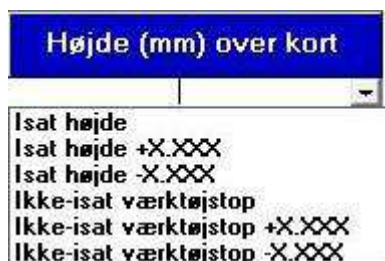 Højde (mm) over kort
Isat højde
Isat højde +X.XXX
Isat højde -X.XXX
Ikke-isat værktøjstop
Ikke-isat værktøjstop +X.XXX
Ikke-isat værktøjstop -X.XXX